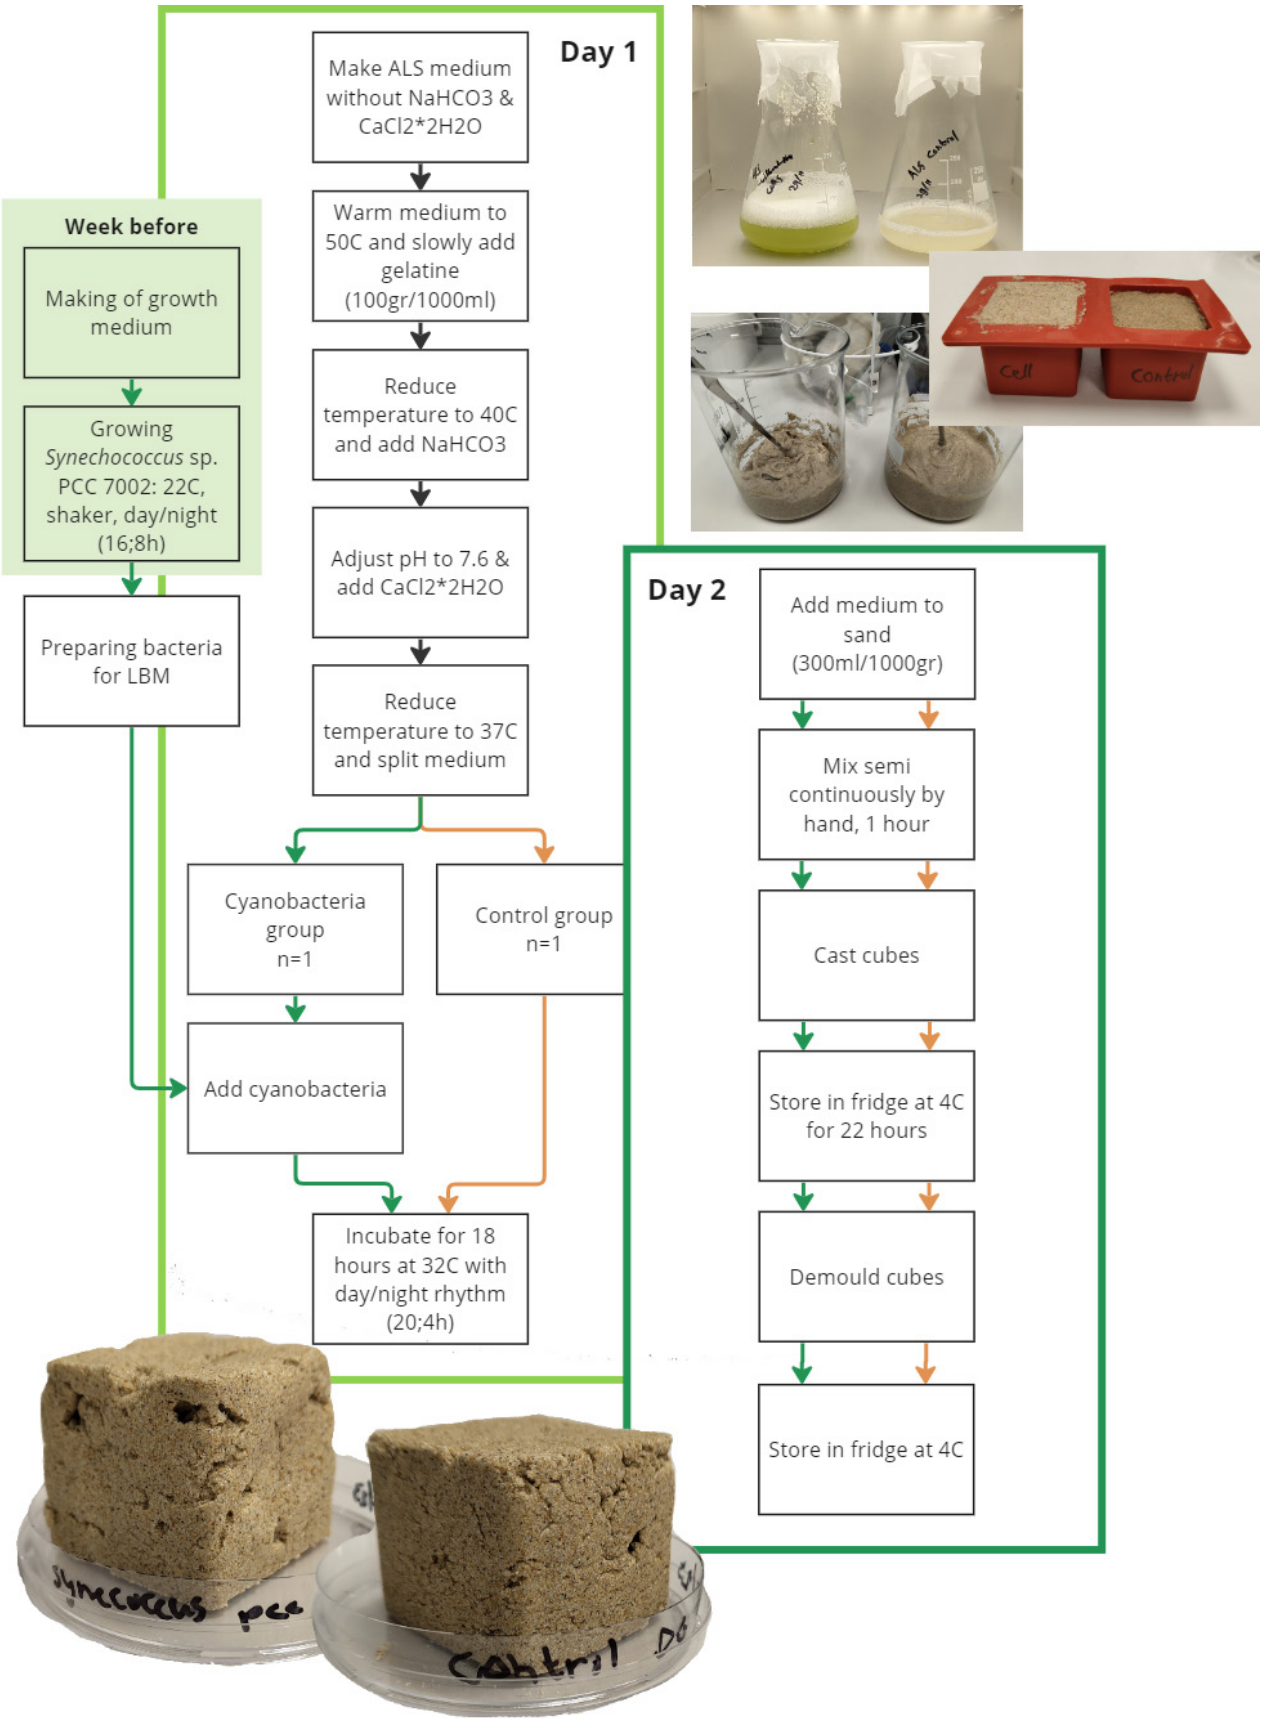 Week before
Making of growth
medium
Growing
Synechococcus sp.
PCC 7002: 22C,
shaker, day/night
(16;8h)
Preparing bacteria
for LBM
Day 1
Make ALS medium
without NaHCO3 &
CaCl2*2H2O
Warm medium to
50C and slowly add
gelatine
(100gr/1000ml)
Reduce
temperature to 40C
and add NaHCO3
Adjust pH to 7.6 &
add CaCl2*2H2O
Reduce
temperature to 37C
and split medium
Cyanobacteria
group
n=1
Control group
n=1
Add cyanobacteria
Incubate for 18
hours at 32C with
day/night rhythm
(20;4h)
ALS control
Cell
Control
Day 2
Add medium to
sand
(300ml/1000gr)
Mix semi
continuously by
hand, 1 hour
Cast cubes
Store in fridge at 4C
for 22 hours
Demould cubes
Store in fridge at 4C
synecoccus pcc
Control D6